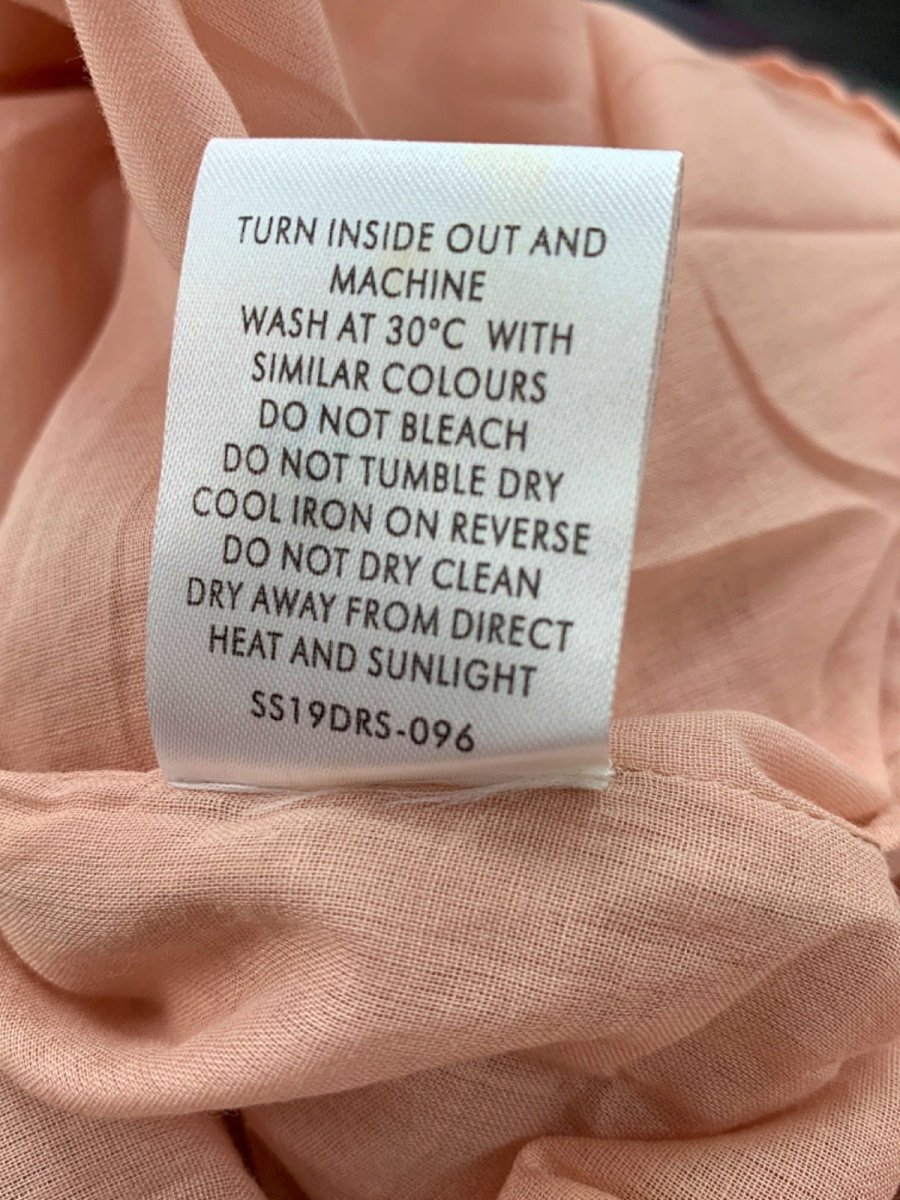 TURN INSIDE OUT AND
MACHINE
WASH AT 30°C WITH
SIMILAR COLOURS
DO NOT BLEACH
DO NOT TUMBLE DRY
COOL IRON ON REVERSE
DO NOT DRY CLEAN
DRY AWAY FROM DIRECT
HEAT AND SUNLIGHT
SS19DRS-096